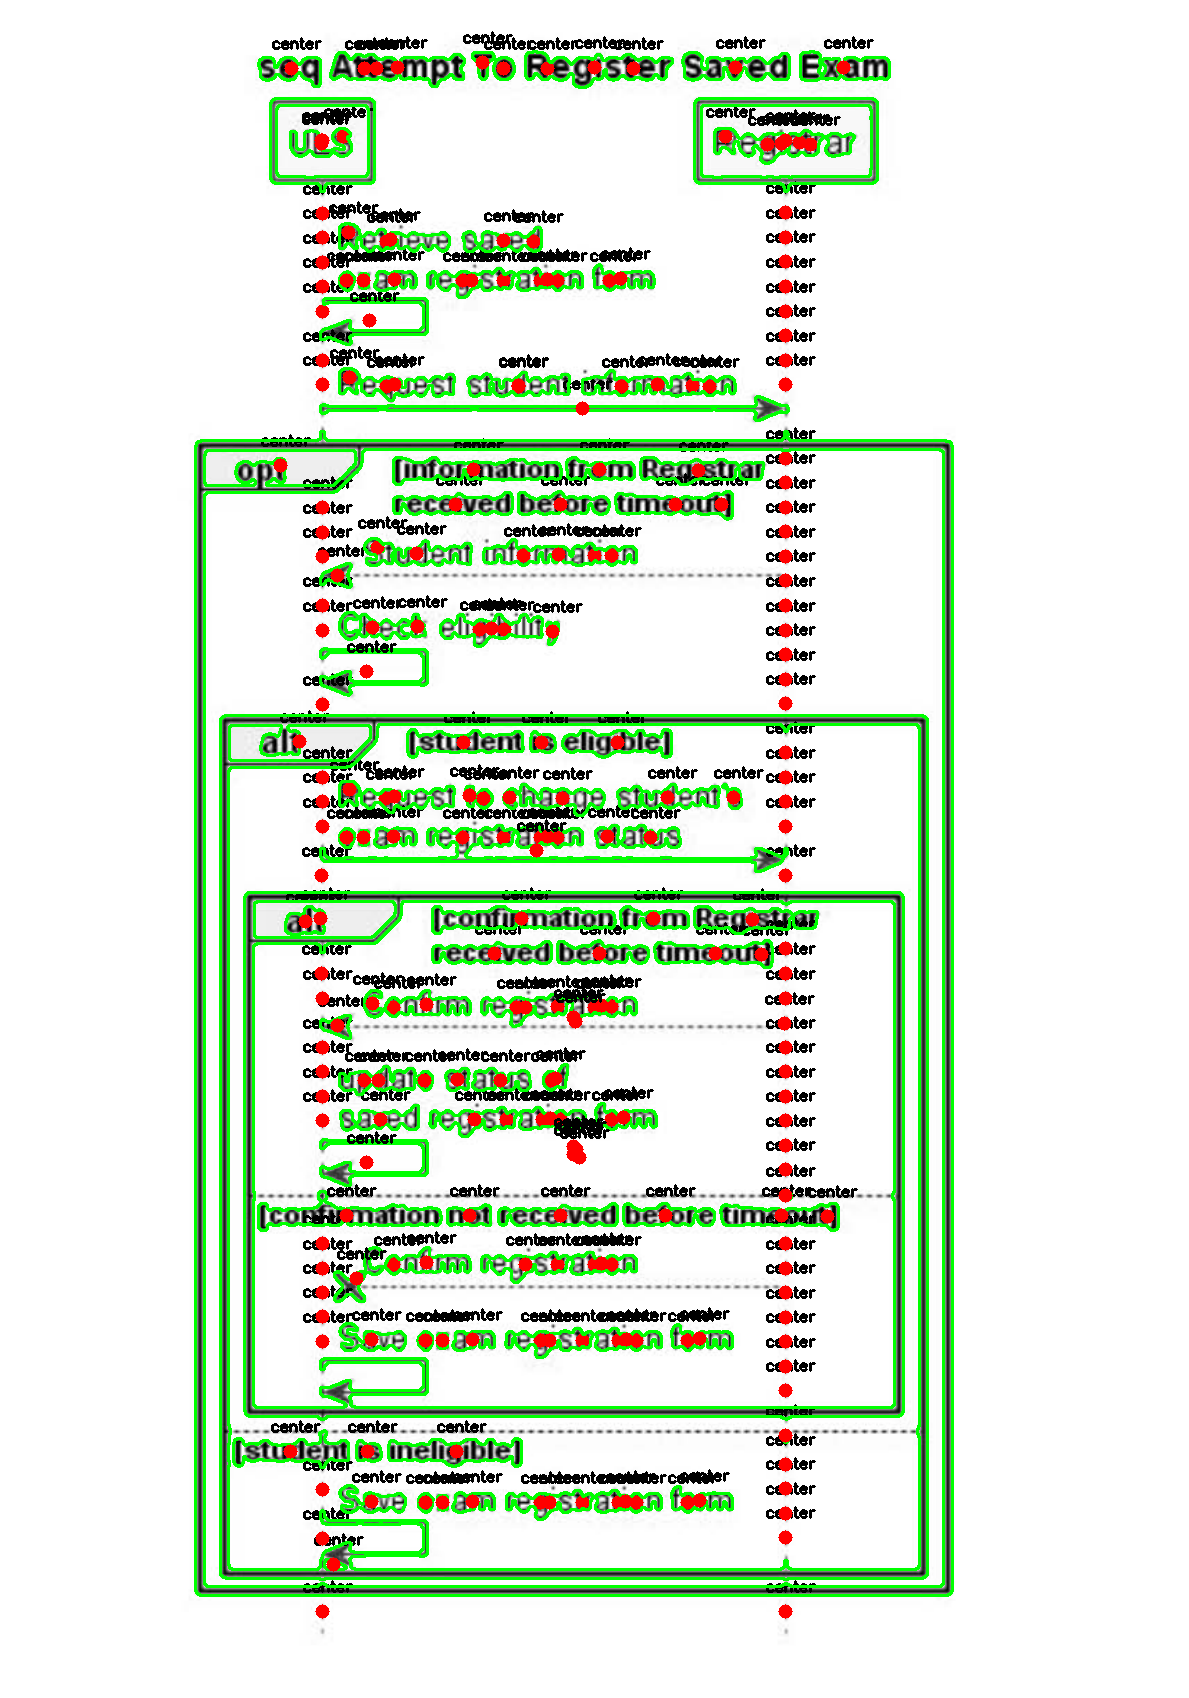 seq Attempt To Register Saved Exam
ULS
Registrar
Retrieve saved
exam registration form
Request student information
opt
[information from Registrar
received before timeout]
Student information
Check eligibility
alt
[student is eligible]
Request to change student's
exam registration status
alt
[confirmation from Registrar
received before timeout]
Confirm registration
update status of
saved registration form
[confirmation not received before timeout]
Confirm registration
Save exam registration form
[student is ineligible]
Save exam registration form
center